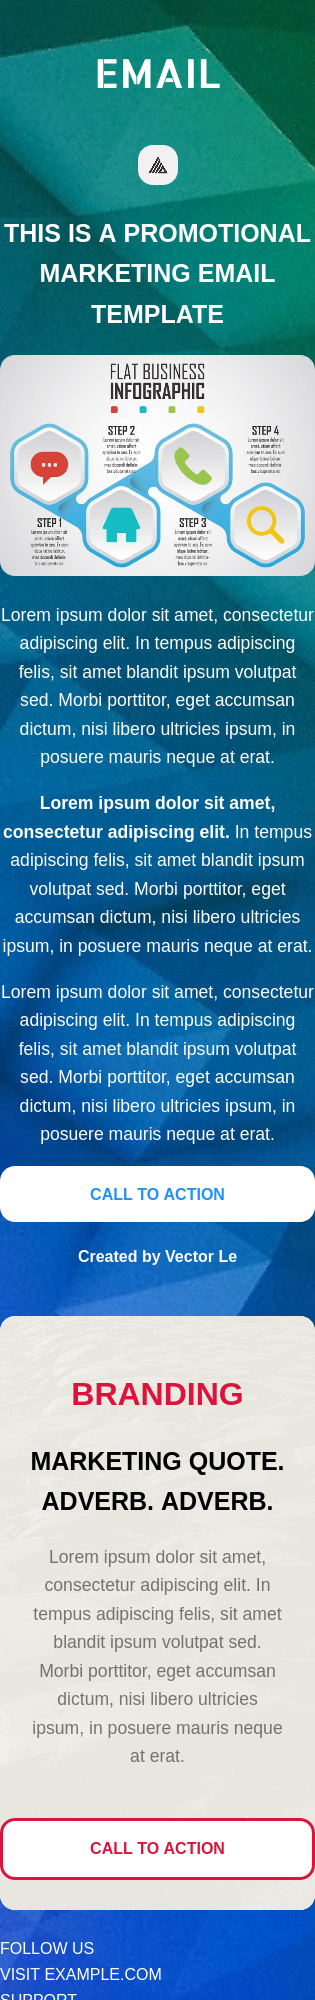 EMAIL
THIS IS A PROMOTIONAL
MARKETING EMAIL
TEMPLATE
FLAT BUSINESS
INFOGRAPHIC
STEP 2
STEP 4
STEP 1
STEP 3
Lorem ipsum dolor sit amet, consectetur
adipiscing elit. In tempus adipiscing
felis, sit amet blandit ipsum volutpat
sed. Morbi porttitor, eget accumsan
dictum, nisi libero ultricies ipsum, in
posuere mauris neque at erat.
Lorem ipsum dolor sit amet,
consectetur adipiscing elit. In tempus
adipiscing felis, sit amet blandit ipsum
volutpat sed. Morbi porttitor, eget
accumsan dictum, nisi libero ultricies
ipsum, in posuere mauris neque at erat.
Lorem ipsum dolor sit amet, consectetur
adipiscing elit. In tempus adipiscing
felis, sit amet blandit ipsum volutpat
sed. Morbi porttitor, eget accumsan
dictum, nisi libero ultricies ipsum, in
posuere mauris neque at erat.
CALL TO ACTION
Created by Vector Le
BRANDING
MARKETING QUOTE.
ADVERB. ADVERB.
Lorem ipsum dolor sit amet,
consectetur adipiscing elit. In
tempus adipiscing felis, sit amet
blandit ipsum volutpat sed.
Morbi porttitor, eget accumsan
dictum, nisi libero ultricies
ipsum, in posuere mauris neque
at erat.
CALL TO ACTION
FOLLOW US
VISIT EXAMPLE.COM
SUPPORT